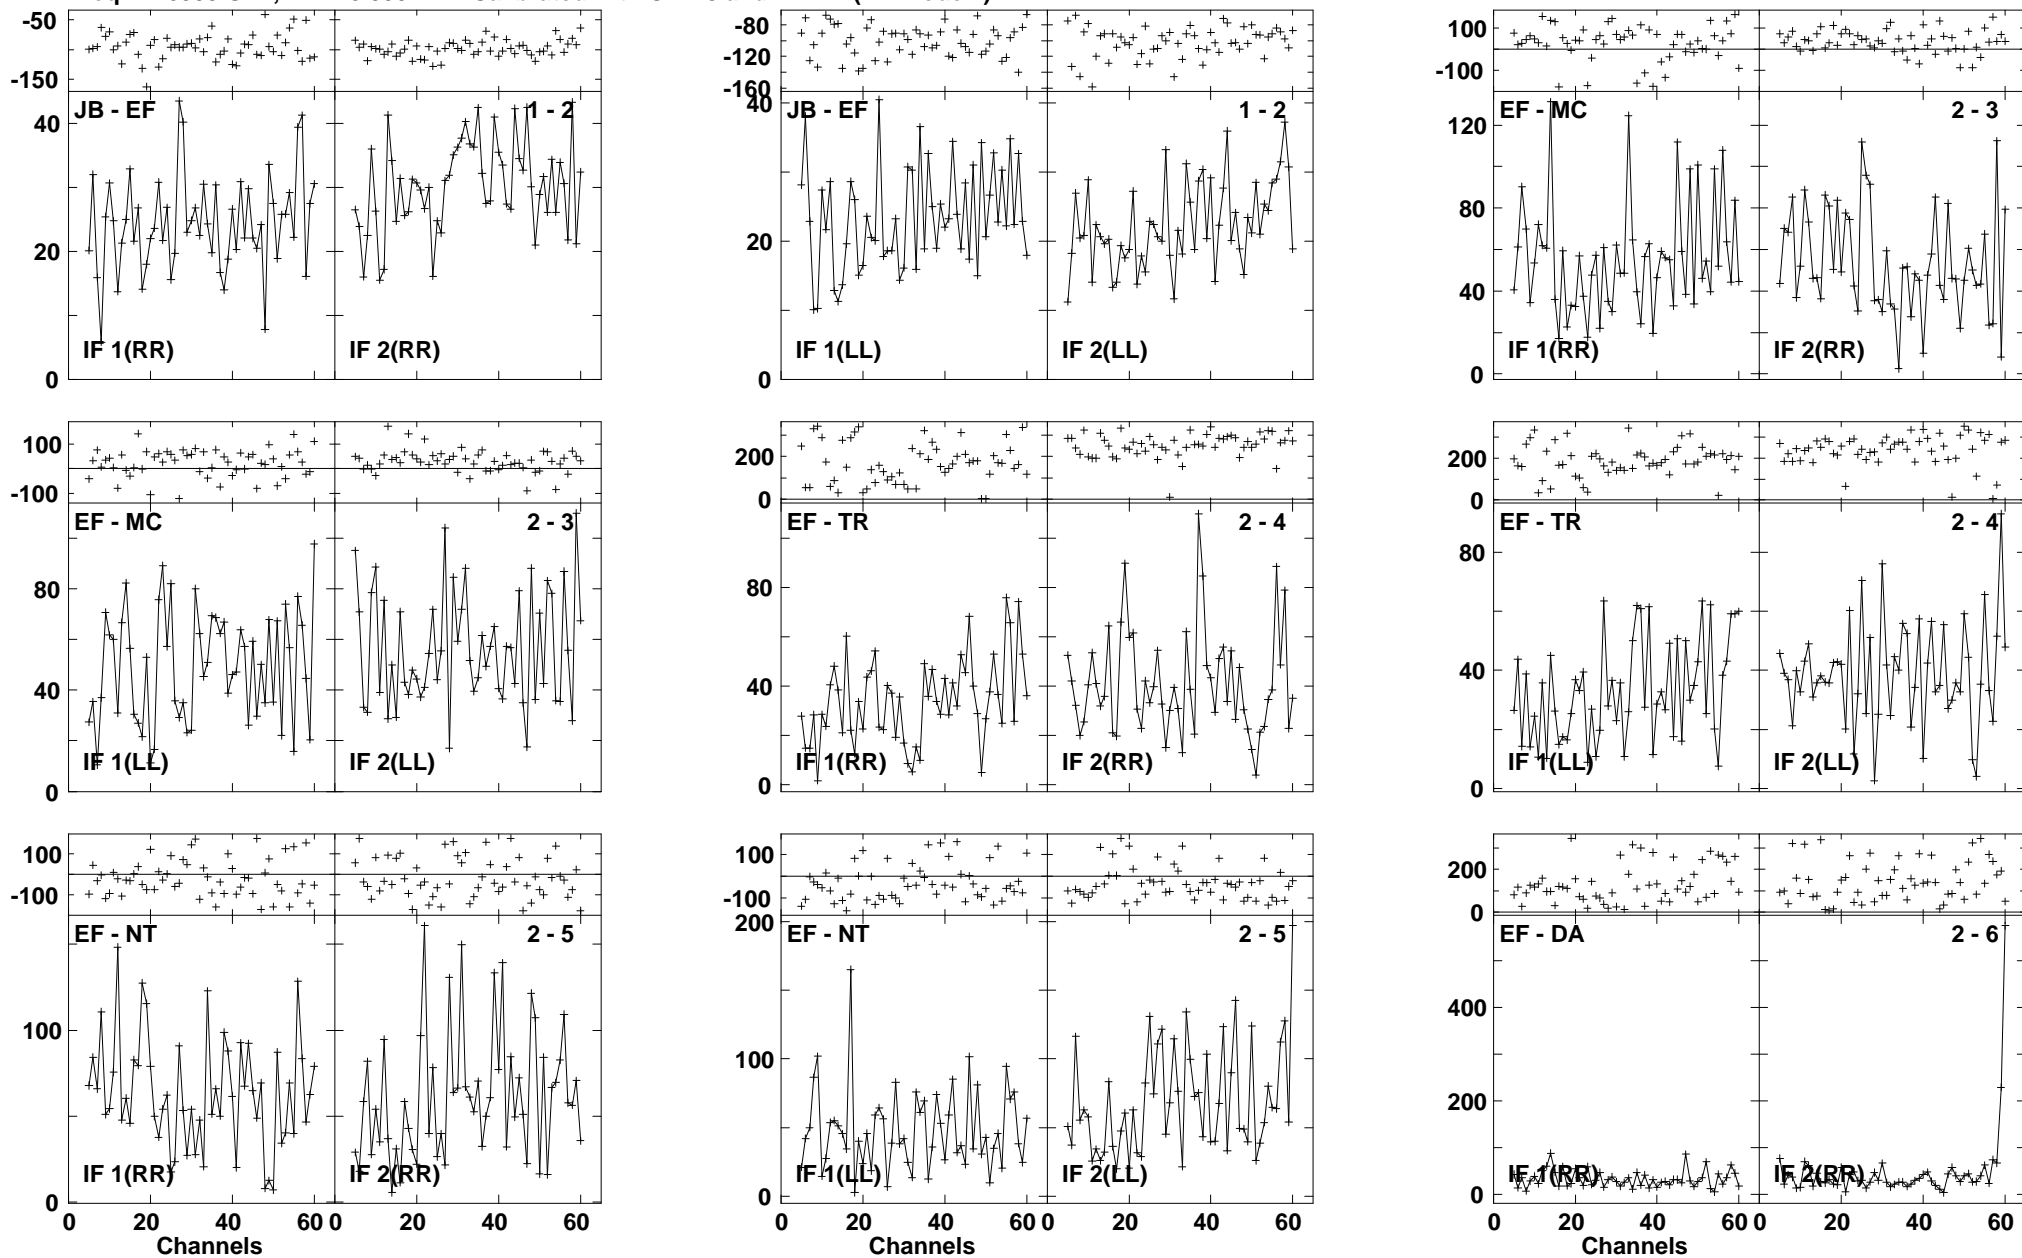 -50
-150
40
20
0
JB - EF
1 - 2
IF 1(RR)
IF 2(RR)
-80
-120
-160
40
20
0
JB - EF
1 - 2
IF 1(LL)
IF 2(LL)
100
-100
120
80
40
0
EF - MC
2 - 3
IF 1(RR)
IF 2(RR)
100
-100
80
40
0
EF - MC
2 - 3
IF 1(LL)
IF 2(LL)
200
0
80
40
0
EF - TR
2 - 4
IF 1(RR)
IF 2(RR)
200
0
80
40
0
EF - TR
2 - 4
IF 1(LL)
IF 2(LL)
100
-100
100
0
EF - NT
2 - 5
IF 1(RR)
IF 2(RR)
0 20 40 60 0 20 40 60
Channels
100
-100
200
100
0
EF - NT
2 - 5
IF 1(LL)
IF 2(LL)
0 20 40 60 0 20 40 60
Channels
200
0
400
200
0
EF - DA
2 - 6
IF 1(RR)
IF 2(RR)
0 20 40 60 0 20 40 60
Channels